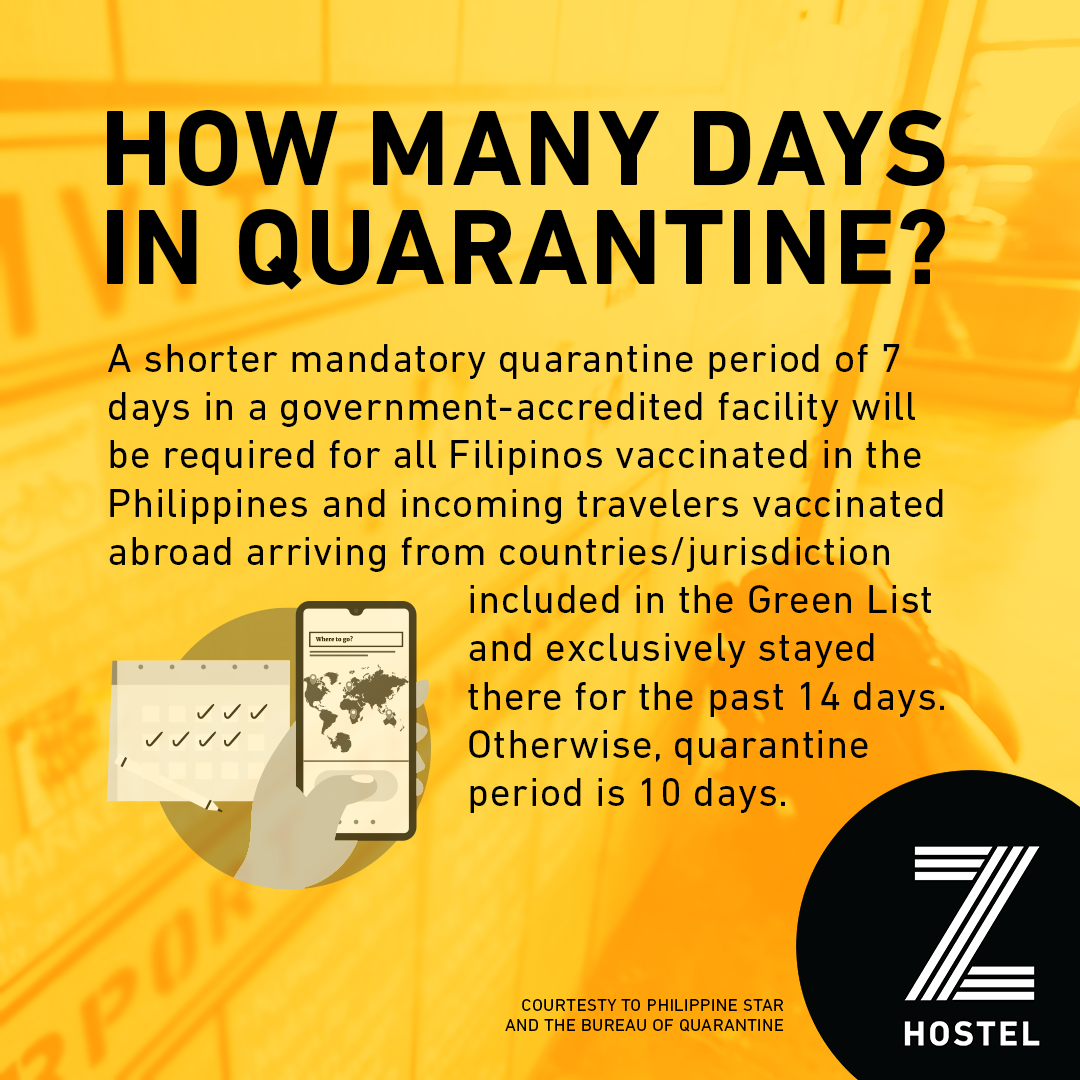 HOW MANY DAYS
IN QUARANTINE?
A shorter mandatory quarantine period of 7
days in a government-accredited facility will
be required for all Filipinos vaccinated in the
Philippines and incoming travelers vaccinated
abroad arriving from countries/jurisdiction
included in the Green List
and exclusively stayed
there for the past 14 days.
Otherwise, quarantine
period is 10 days.
Where to go?
COURTESTY TO PHILIPPINE STAR
AND THE BUREAU OF QUARANTINE
Z
HOSTEL